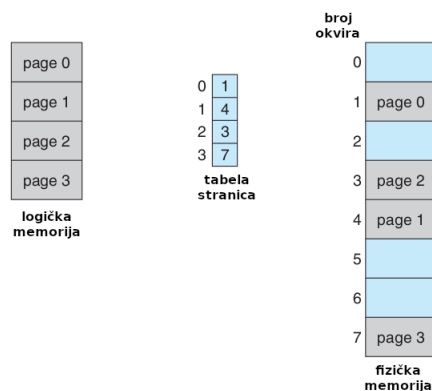 page 0
page 1
page 2
page 3
logička
memorija
0 1
1 4
2 3
3 7
tabela
stranica
broj
okvira
0
1 page 0
2
3 page 2
4 page 1
5
6
7 page 3
fizička
memorija